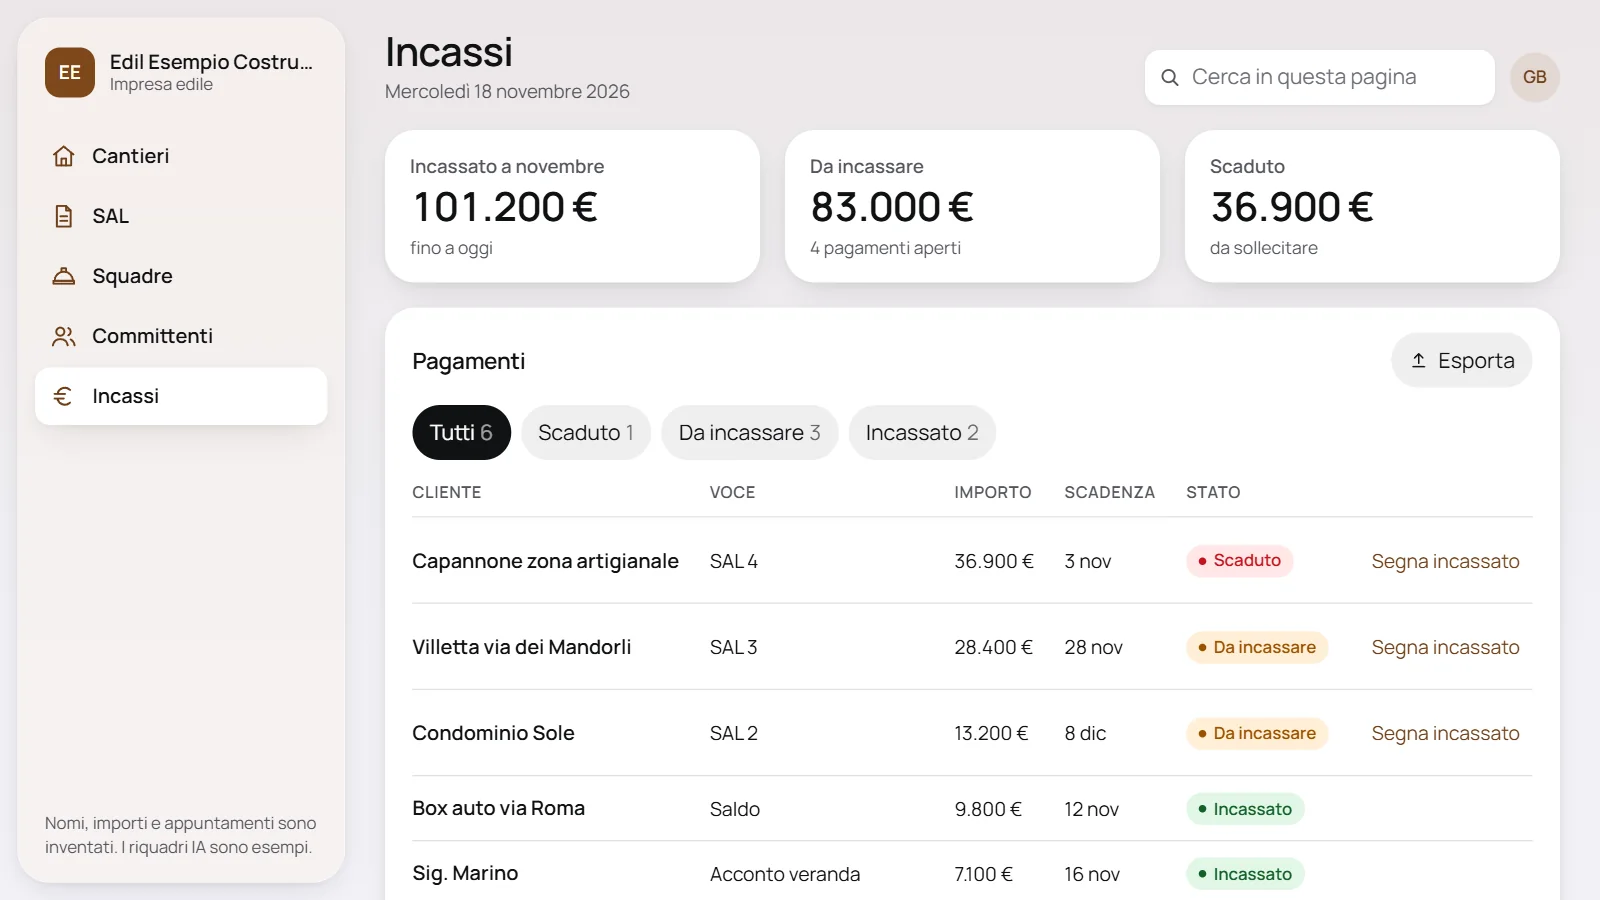 EE
Edil Esempio Costru...
Impresa edile
Cantieri
SAL
Squadre
Committenti
Incassi
Nomi, importi e appuntamenti sono
inventati. I riquadri IA sono esempi.
Incassi
Mercoledì 18 novembre 2026
Cerca in questa pagina
GB
Incassato a novembre
101.200 €
fino a oggi
Da incassare
83.000 €
4 pagamenti aperti
Scaduto
36.900 €
da sollecitare
Pagamenti
Esporta
Tutti 6
Scaduto 1
Da incassare 3
Incassato 2
CLIENTE VOCE IMPORTO SCADENZA STATO
Capannone zona artigianale SAL 4 36.900 € 3 nov Scaduto Segna incassato
Villetta via dei Mandorli SAL 3 28.400 € 28 nov Da incassare Segna incassato
Condominio Sole SAL 2 13.200 € 8 dic Da incassare Segna incassato
Box auto via Roma Saldo 9.800 € 12 nov Incassato
Sig. Marino Acconto veranda 7.100 € 16 nov Incassato